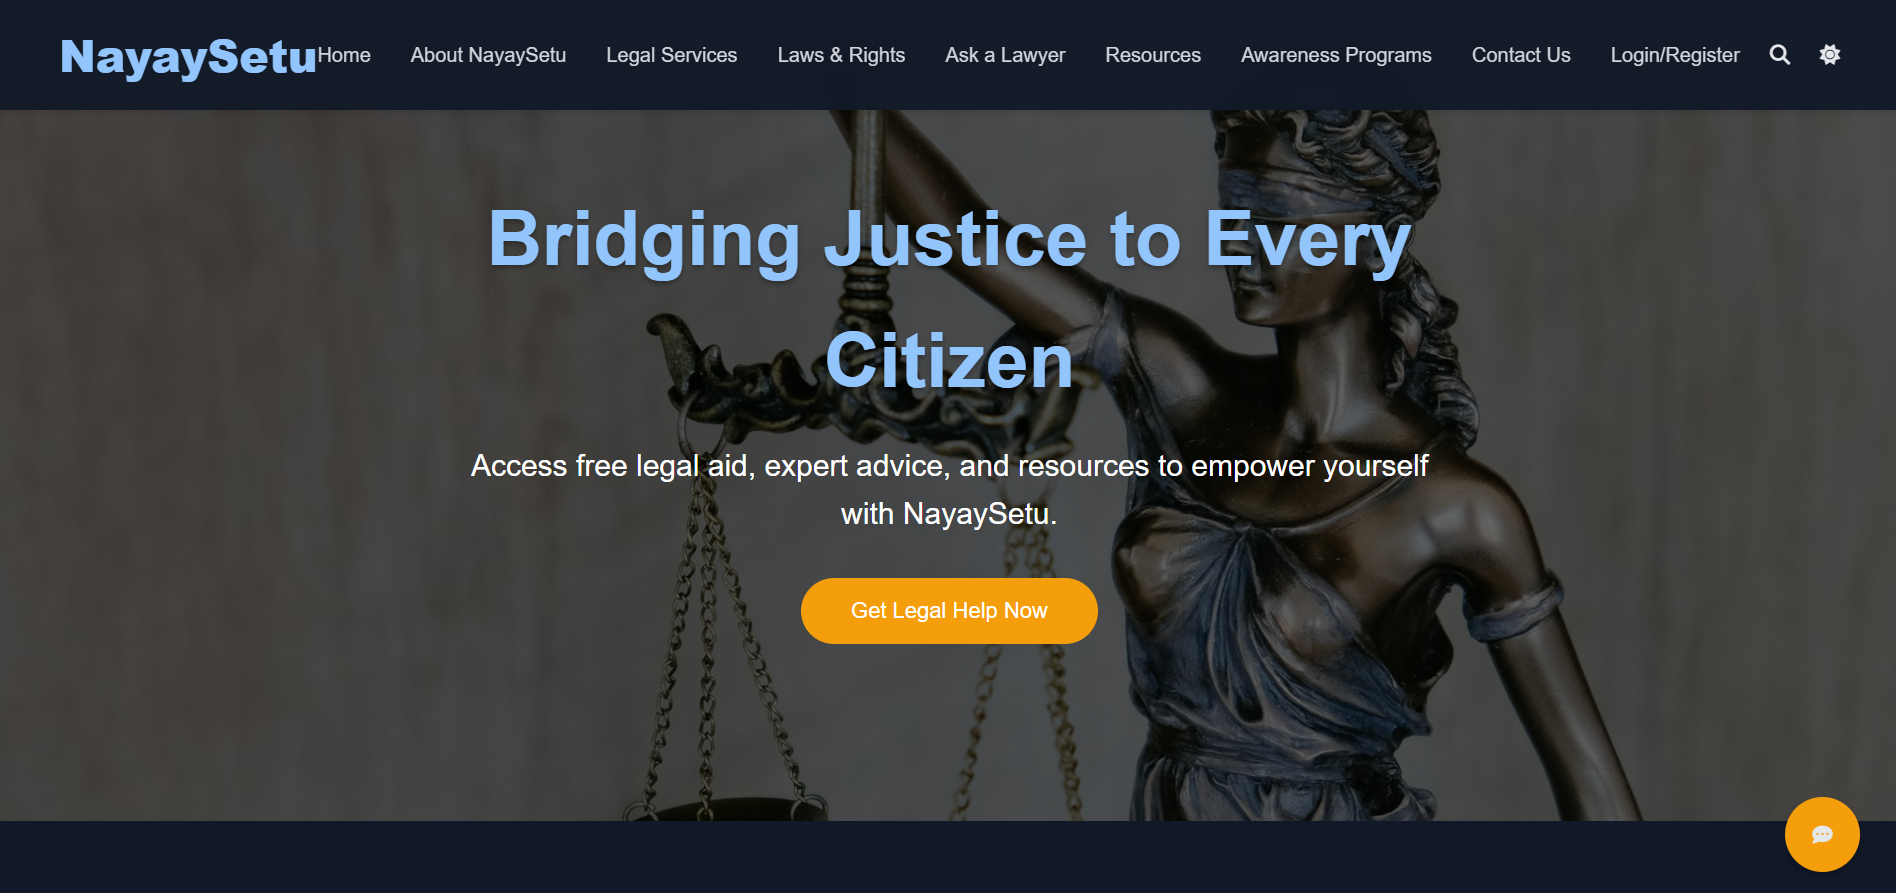 NayaySetu
Home About NayaySetu Legal Services Laws & Rights Ask a Lawyer Resources Awareness Programs Contact Us Login/Register
Bridging Justice to Every
Citizen
Access free legal aid, expert advice, and resources to empower yourself
with NayaySetu.
Get Legal Help Now